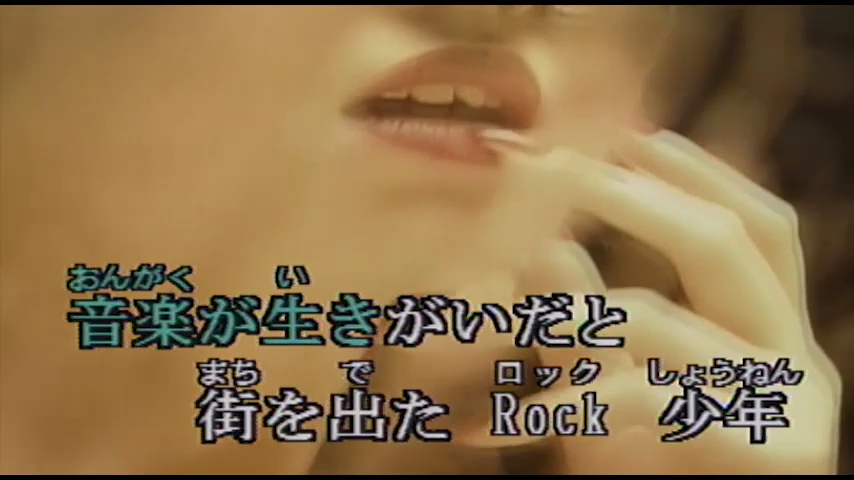 おんがく い
音楽が生きがいだと
まち で ロック しょうねん
街を出た Rock 少年